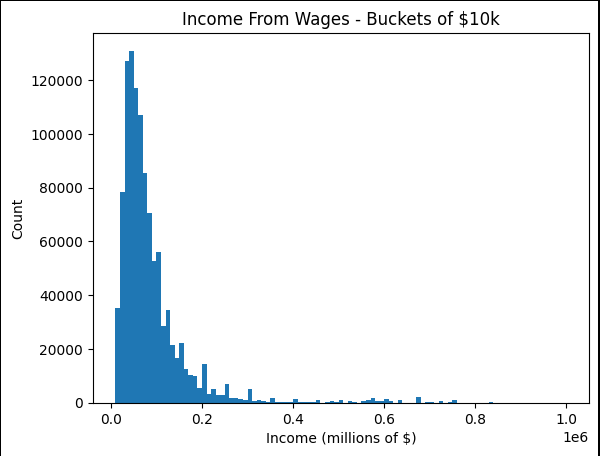 Income From Wages - Buckets of $10k
120000
100000
80000
60000
40000
20000
0
Count
0.0 0.2 0.4 0.6 0.8 1.0
1e6
Income (millions of $)